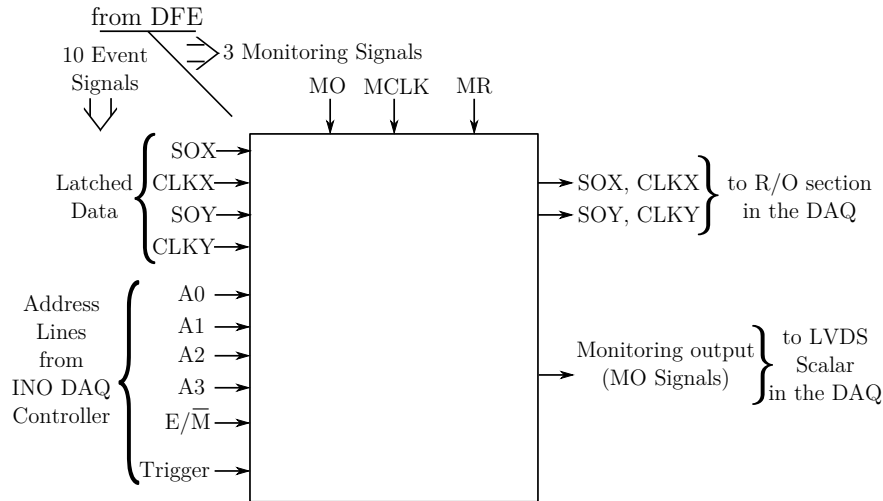 from DFE
10 Event
Signals
3 Monitoring Signals
MO
MCLK
MR
Latched
Data
SOX
CLKX
SOY
CLKY
Address
Lines
from
INO DAQ
Controller
A0
A1
A2
A3
E/M̅
Trigger
SOX, CLKX
SOY, CLKY
to R/O section
in the DAQ
Monitoring output
(MO Signals)
to LVDS
Scalar
in the DAQ